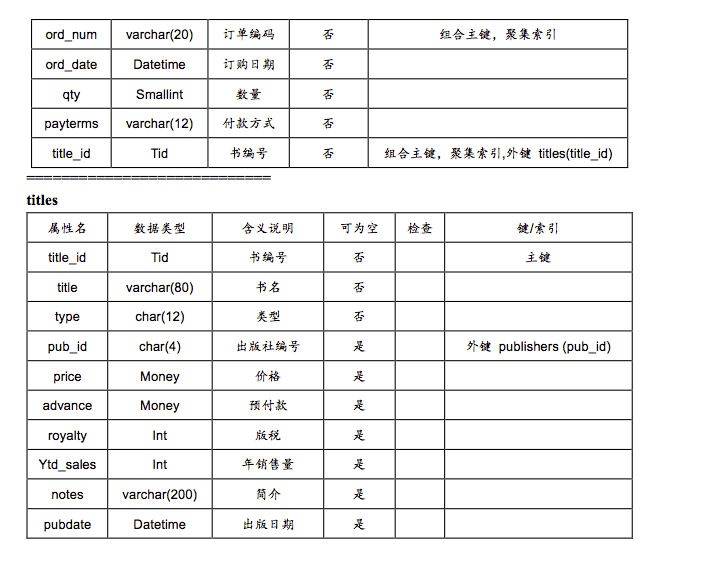 ord_num varchar(20) 订单编码 否 组合主键，聚集索引
ord_date Datetime 订购日期 否
qty Smallint 数量 否
payterms varchar(12) 付款方式 否
title_id Tid 书编号 否 组合主键，聚集索引,外键 titles(title_id)
============================
titles
属性名 数据类型 含义说明 可为空 检查 键/索引
title_id Tid 书编号 否 主键
title varchar(80) 书名 否
type char(12) 类型 否
pub_id char(4) 出版社编号 是 外键 publishers (pub_id)
price Money 价格 是
advance Money 预付款 是
royalty Int 版税 是
Ytd_sales Int 年销售量 是
notes varchar(200) 简介 是
pubdate Datetime 出版日期 是